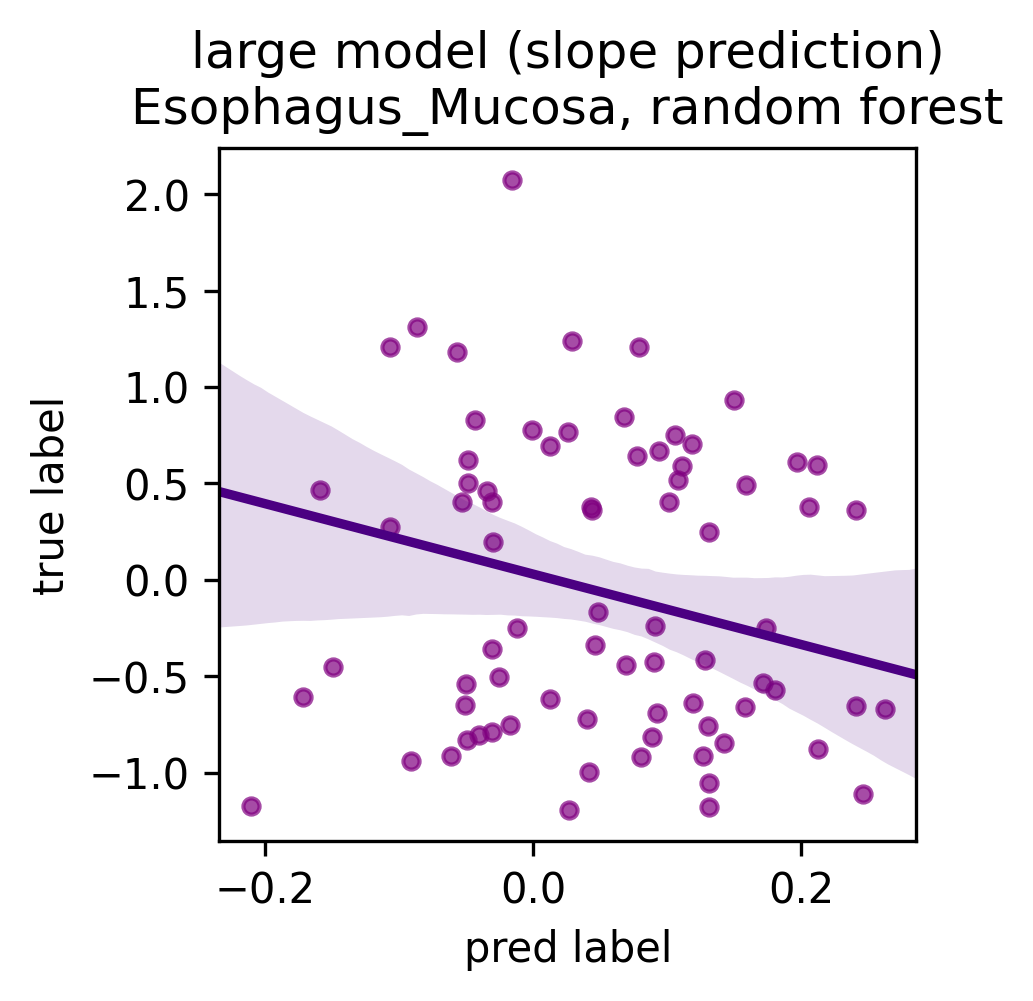 large model (slope prediction)
Esophagus_Mucosa, random forest
2.0
1.5
1.0
0.5
0.0
−0.5
−1.0
true label
−0.2
0.0
0.2
pred label